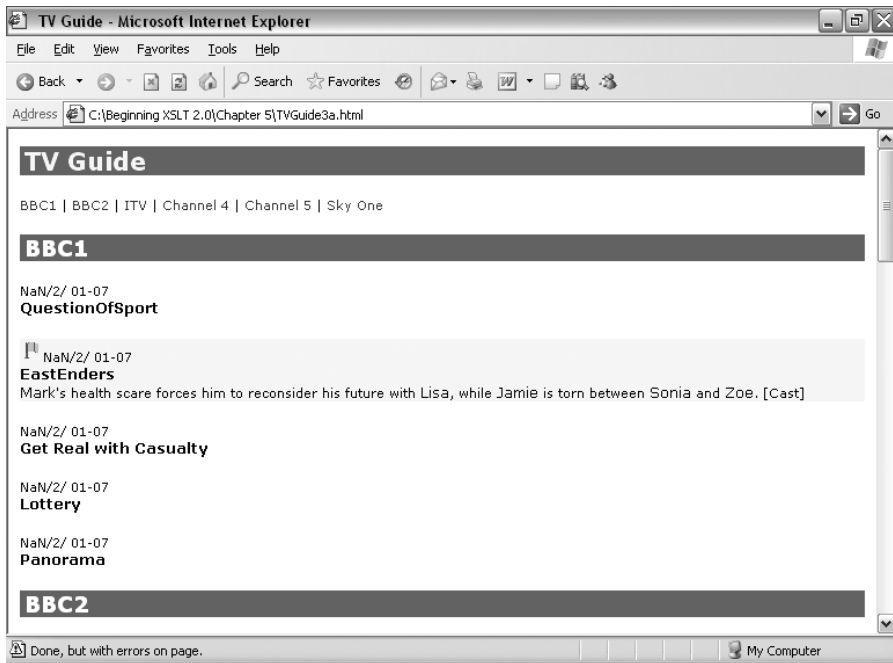 TV Guide - Microsoft Internet Explorer
File Edit View Favorites Tools Help
Back Search Favorites
Address C:\Beginning XSLT 2.0\Chapter 5\TVGuide3a.html Go
TV Guide
BBC1 | BBC2 | ITV | Channel 4 | Channel 5 | Sky One
BBC1
NaN/2/ 01-07
QuestionOfSport
NaN/2/ 01-07
EastEnders
Mark's health scare forces him to reconsider his future with Lisa, while Jamie is torn between Sonia and Zoe. [Cast]
NaN/2/ 01-07
Get Real with Casualty
NaN/2/ 01-07
Lottery
NaN/2/ 01-07
Panorama
BBC2
Done, but with errors on page. My Computer